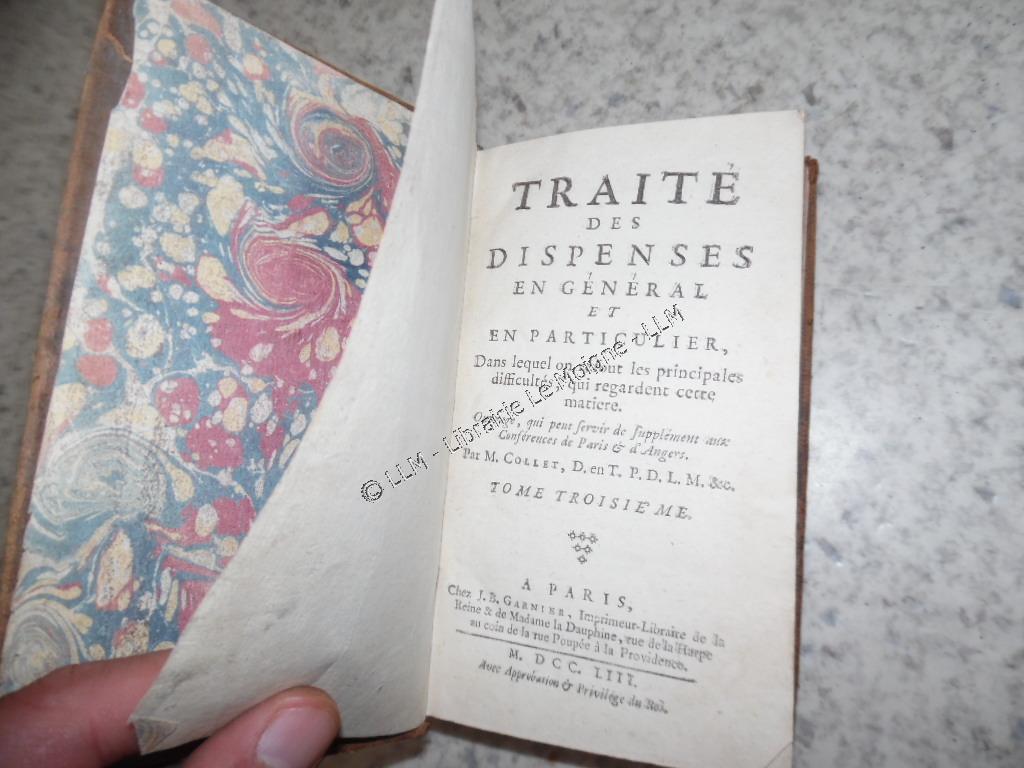 TRAITÉ
DES
DISPENSES
EN GÉNÉRAL
ET
EN PARTICULIER,
Dans lequel on résout les principales
difficultés, qui regardent cette
matiere.
Ouvrage, qui peut servir de Supplément aux
Conférences de Paris & d'Angers.
Par M. COLLET, D. en T. P. D. L. M. &c.
TOME TROISIEME.
A PARIS,
Chez J. B. GARNIER, Imprimeur-Libraire de la
Reine & de Madame la Dauphine, rue de la Harpe
au coin de la rue Poupée à la Providence.
M. DCC. LIII.
Avec Approbation & Privilége du Roi.
© LLM - Librairie Le Moigne - LLM